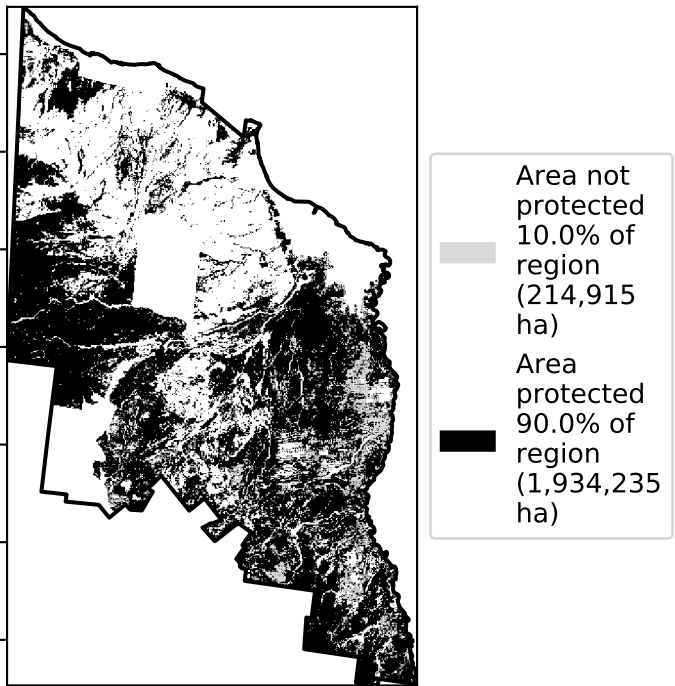 Area not
protected
10.0% of
region
(214,915
ha)
Area
protected
90.0% of
region
(1,934,235
ha)